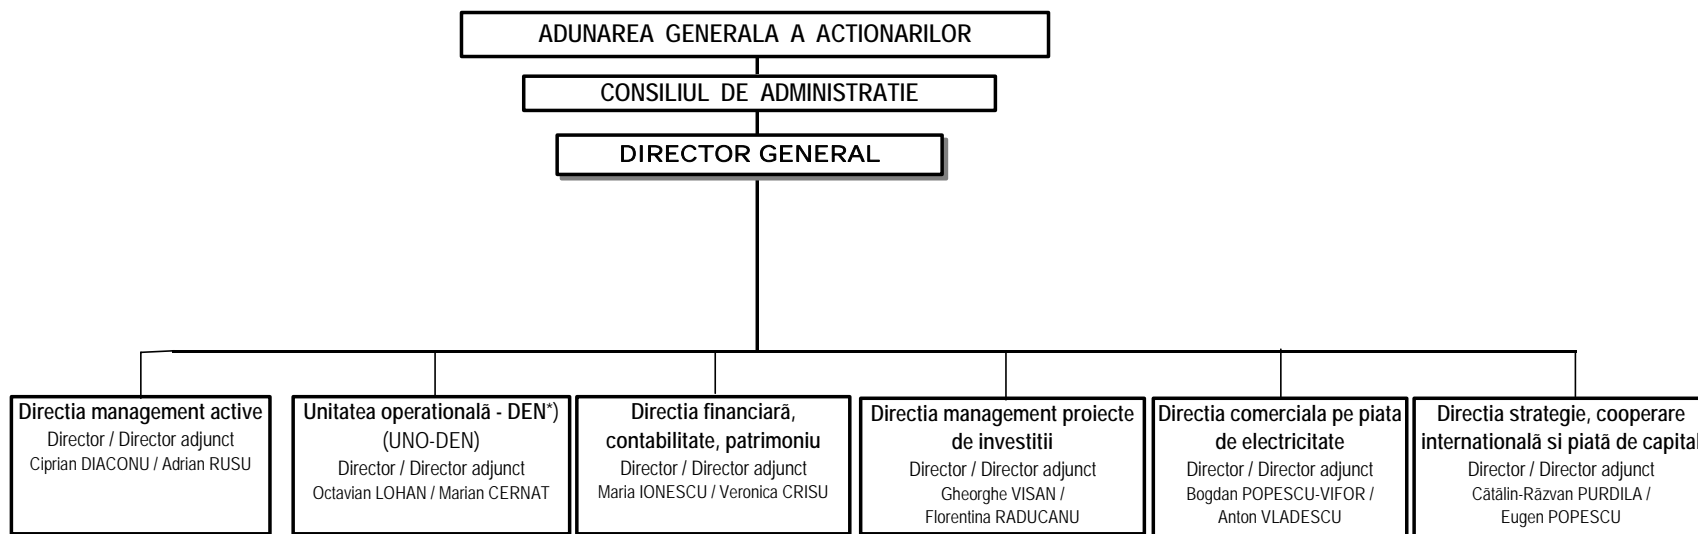 ADUNAREA GENERALA A ACTIONARILOR
CONSILIUL DE ADMINISTRATIE
DIRECTOR GENERAL
Directia management active
Director / Director adjunct
Ciprian DIACONU / Adrian RUSU
Unitatea operatională - DEN*)
(UNO-DEN)
Director / Director adjunct
Octavian LOHAN / Marian CERNAT
Directia financiară,
contabilitate, patrimoniu
Director / Director adjunct
Maria IONESCU / Veronica CRISU
Directia management proiecte
de investitii
Director / Director adjunct
Gheorghe VISAN /
Florentina RADUCANU
Directia comerciala pe piata
de electricitate
Director / Director adjunct
Bogdan POPESCU-VIFOR /
Anton VLADESCU
Directia strategie, cooperare
internatională si piată de capital
Director / Director adjunct
Cătălin-Răzvan PURDILA /
Eugen POPESCU